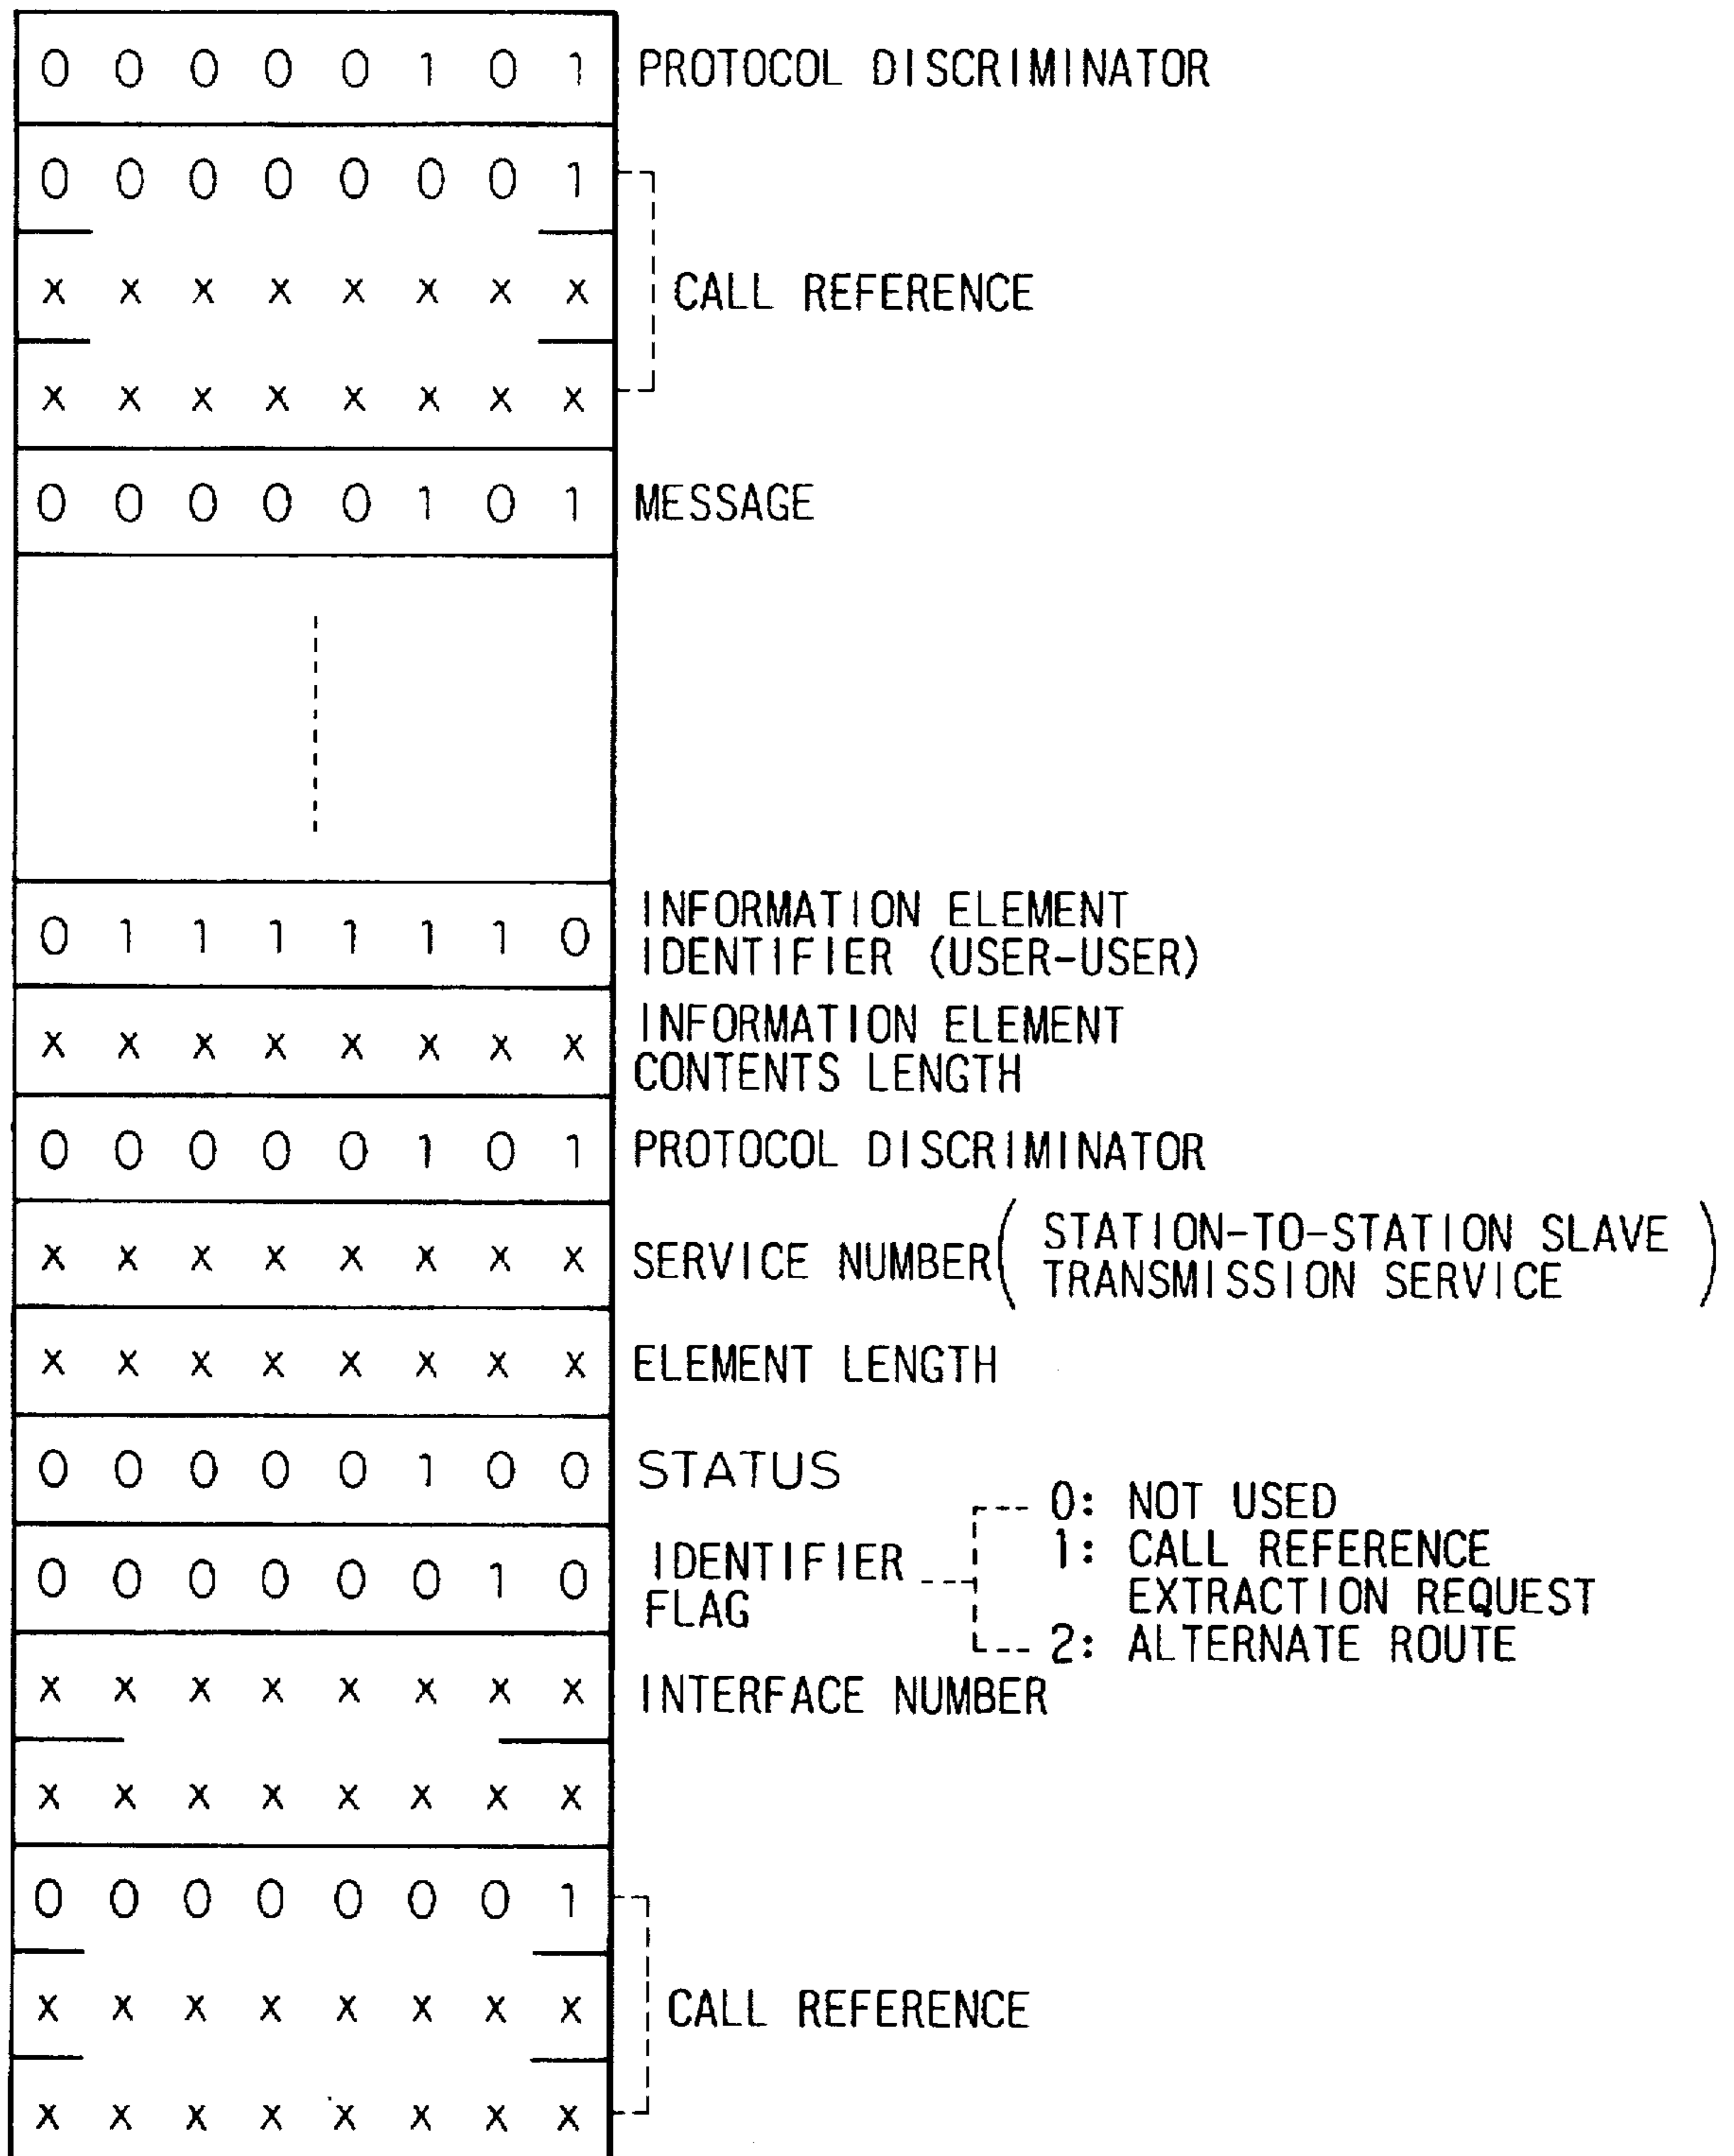 0 0 0 0 0 1 0 1 PROTOCOL DISCRIMINATOR
0 0 0 0 0 0 0 1
x x x x x x x x CALL REFERENCE
x x x x x x x x
0 0 0 0 0 1 0 1 MESSAGE
0 1 1 1 1 1 1 0 INFORMATION ELEMENT
IDENTIFIER (USER-USER)
x x x x x x x x INFORMATION ELEMENT
CONTENTS LENGTH
0 0 0 0 0 1 0 1 PROTOCOL DISCRIMINATOR
x x x x x x x x SERVICE NUMBER ( STATION-TO-STATION SLAVE
TRANSMISSION SERVICE )
x x x x x x x x ELEMENT LENGTH
0 0 0 0 0 1 0 0 STATUS
0 0 0 0 0 0 1 0 IDENTIFIER
FLAG
0: NOT USED
1: CALL REFERENCE
EXTRACTION REQUEST
2: ALTERNATE ROUTE
x x x x x x x x INTERFACE NUMBER
x x x x x x x x
0 0 0 0 0 0 0 1
x x x x x x x x CALL REFERENCE
x x x x x x x x